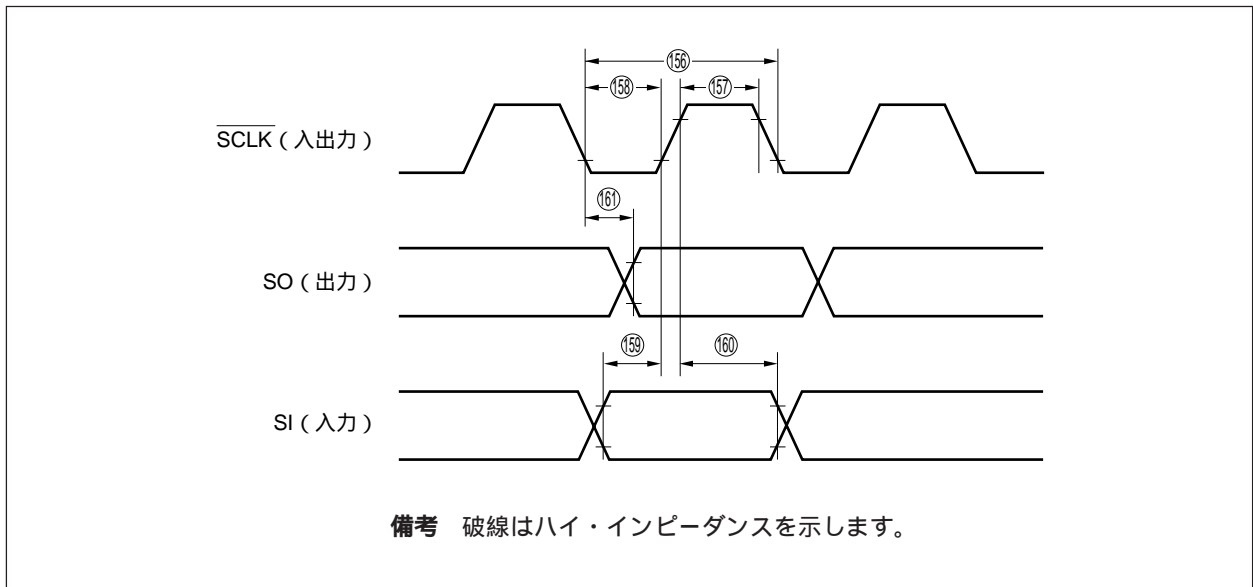 (156)
(158) (157)
SCLK(入出力)
(161)
SO(出力)
(159) (160)
SI(入力)
備考 破線はハイ・インピーダンスを示します。